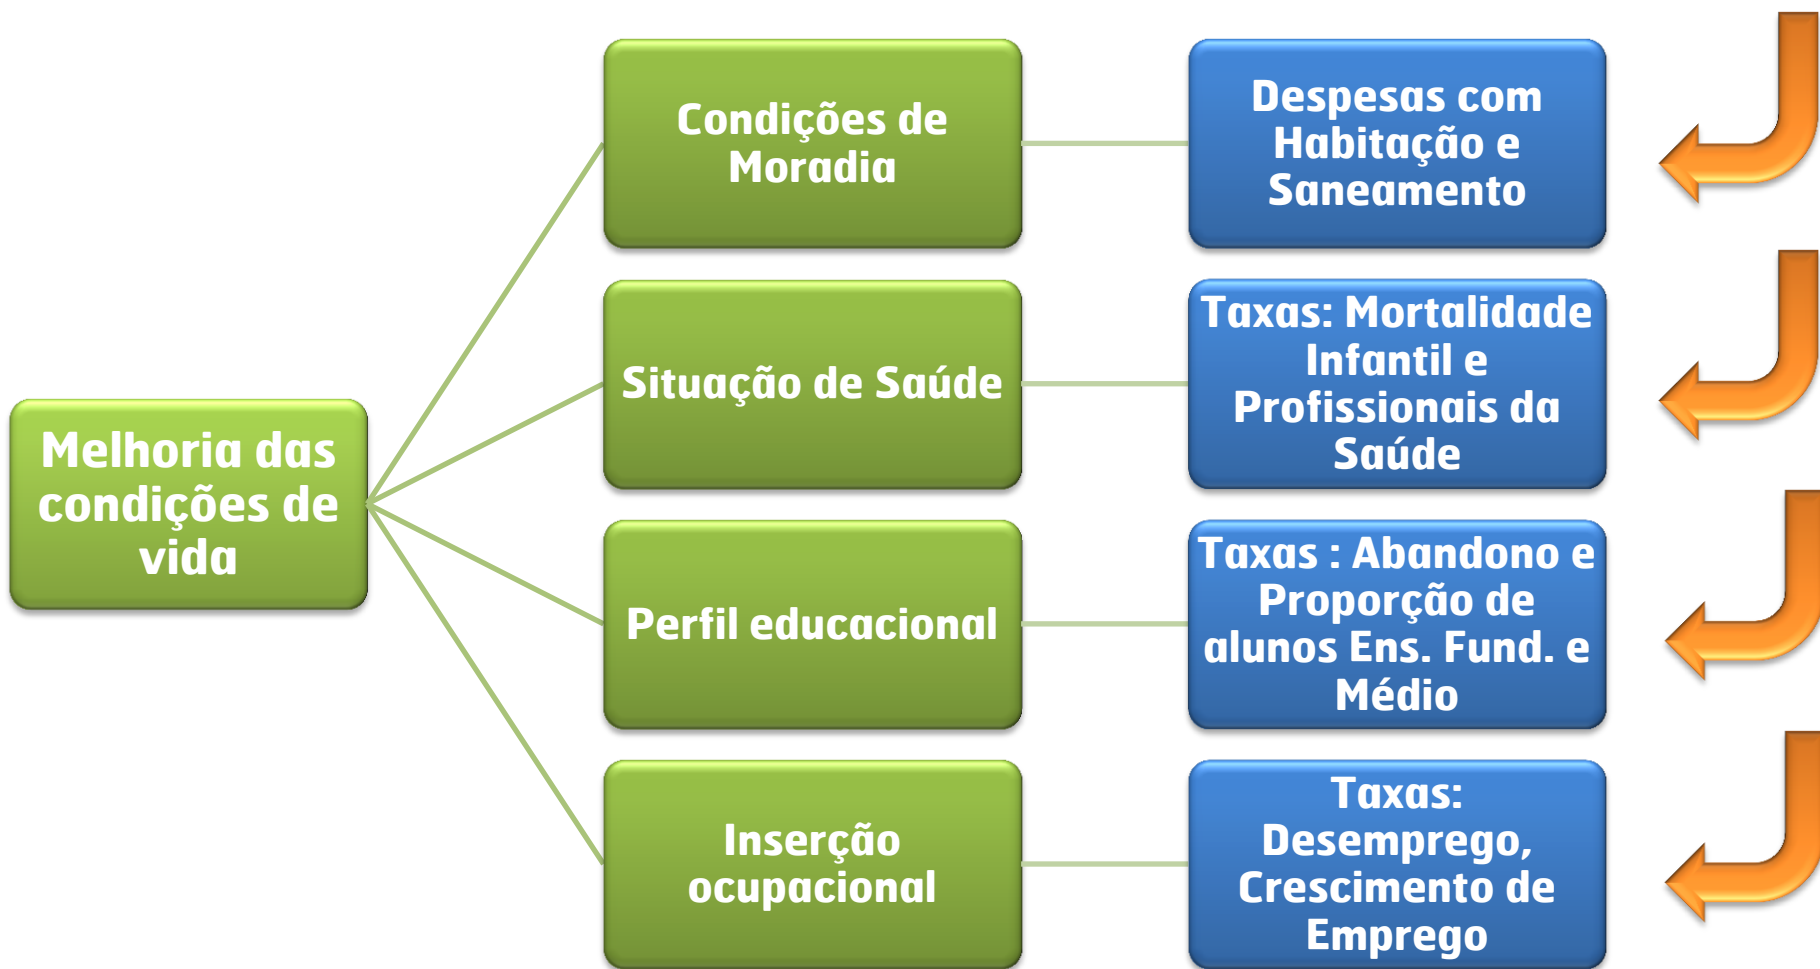 Melhoria das
condições de
vida
Condições de
Moradia
Despesas com
Habitação e
Saneamento
Situação de Saúde
Taxas: Mortalidade
Infantil e
Profissionais da
Saúde
Perfil educacional
Taxas : Abandono e
Proporção de
alunos Ens. Fund. e
Médio
Inserção
ocupacional
Taxas:
Desemprego,
Crescimento de
Emprego